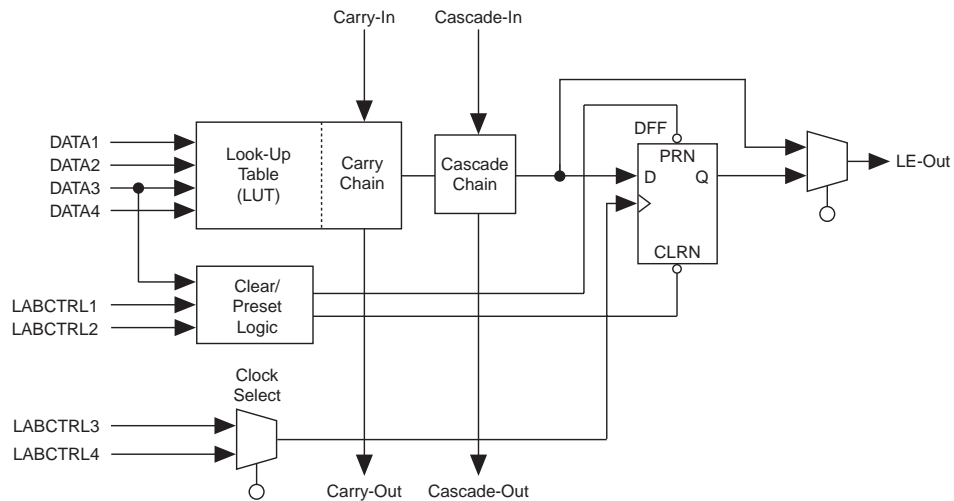 Carry-In
Cascade-In
DATA1
DATA2
DATA3
DATA4
Look-Up
Table
(LUT)
Carry
Chain
Cascade
Chain
DFF
PRN
D
Q
CLRN
LE-Out
LABCTRL1
LABCTRL2
Clear/
Preset
Logic
Clock
Select
LABCTRL3
LABCTRL4
Carry-Out
Cascade-Out